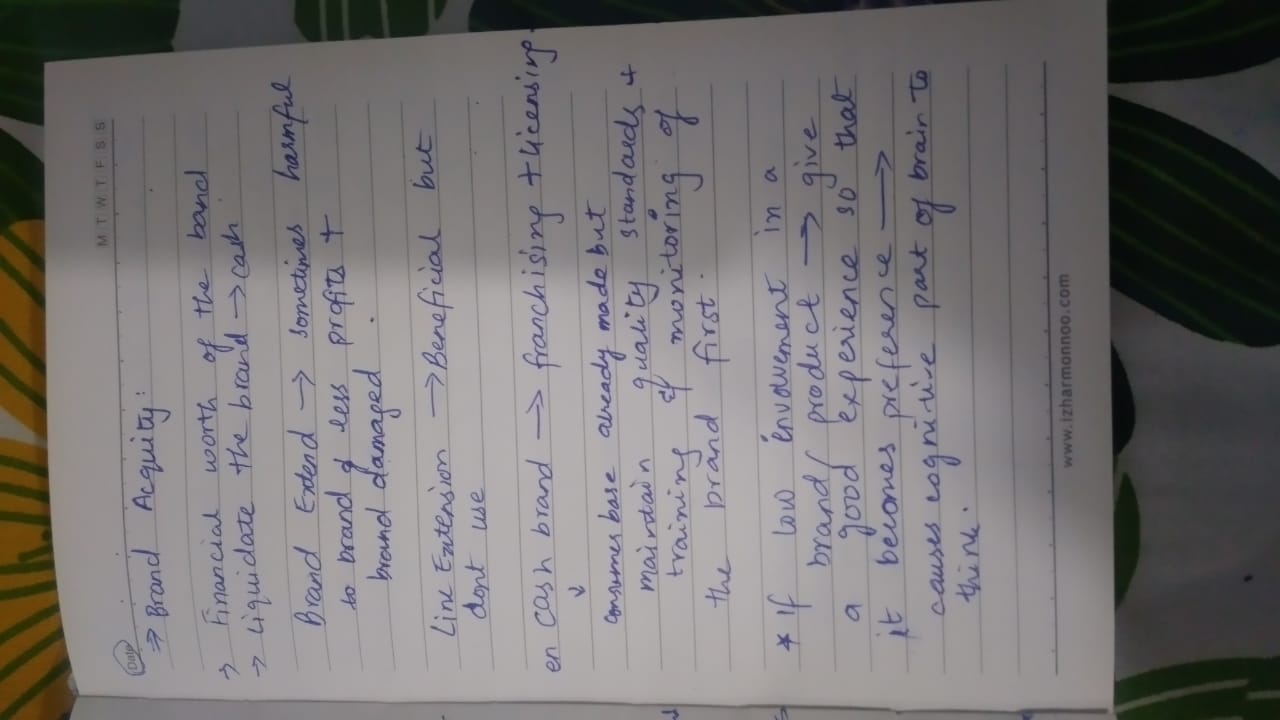 M T W T F S S
Date
⇒ Brand Acquity:
→ Financial worth of the band
→ Liquidate the brand → cash
Brand Extend → sometimes harmful
to brand & less profits +
brand damaged .
Line Extension → Beneficial but
dont use
en cash brand → franchising + licensing.
↓
consumes base already made but
maintain quality standards +
training & monitoring of
the brand first.
* if low envolvement in a
brand/ product → give
a good experience so that
it becomes preference →
causes cognitive part of brain to
think.
www.izharmonnoo.com